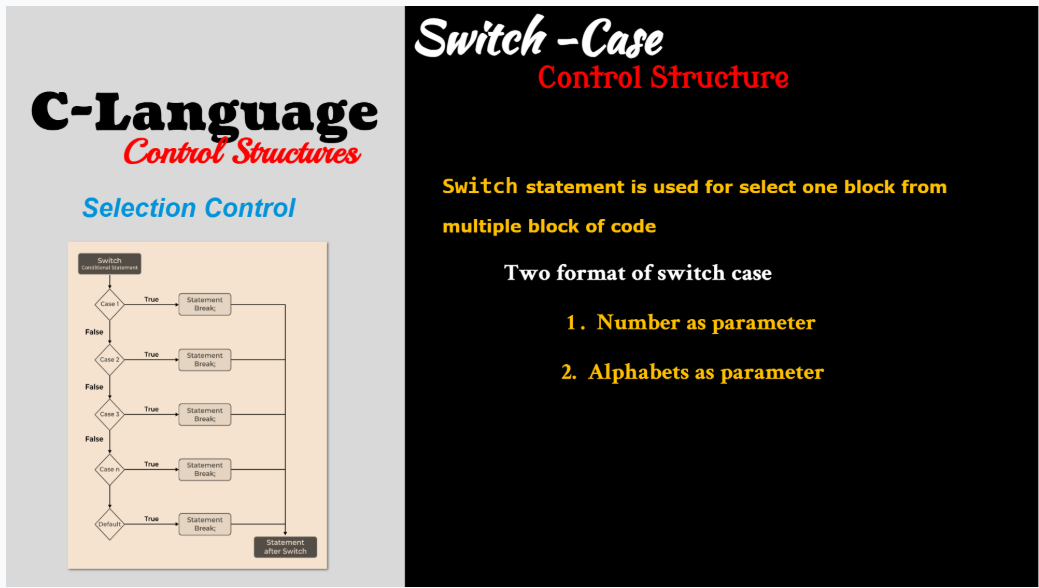 C-Language
Control Structures
Selection Control
Switch
Conditional Statement
Case 1
True
Statement
Break;
False
Case 2
True
Statement
Break;
False
Case 3
True
Statement
Break;
False
Case n
True
Statement
Break;
Default
True
Statement
Break;
Statement
after Switch
Switch -Case
Control Structure
Switch statement is used for select one block from
multiple block of code
Two format of switch case
1. Number as parameter
2. Alphabets as parameter